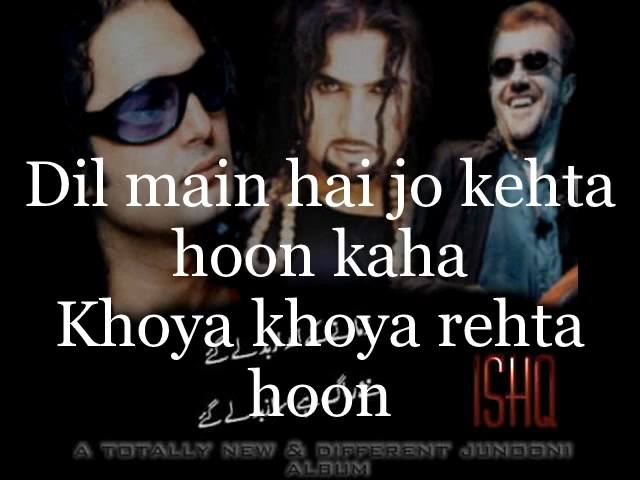 Dil main hai jo kehta
hoon kaha
Khoya khoya rehta
hoon
ISHQ
A TOTALLY NEW & DIFFERENT JUNOONI
ALBUM